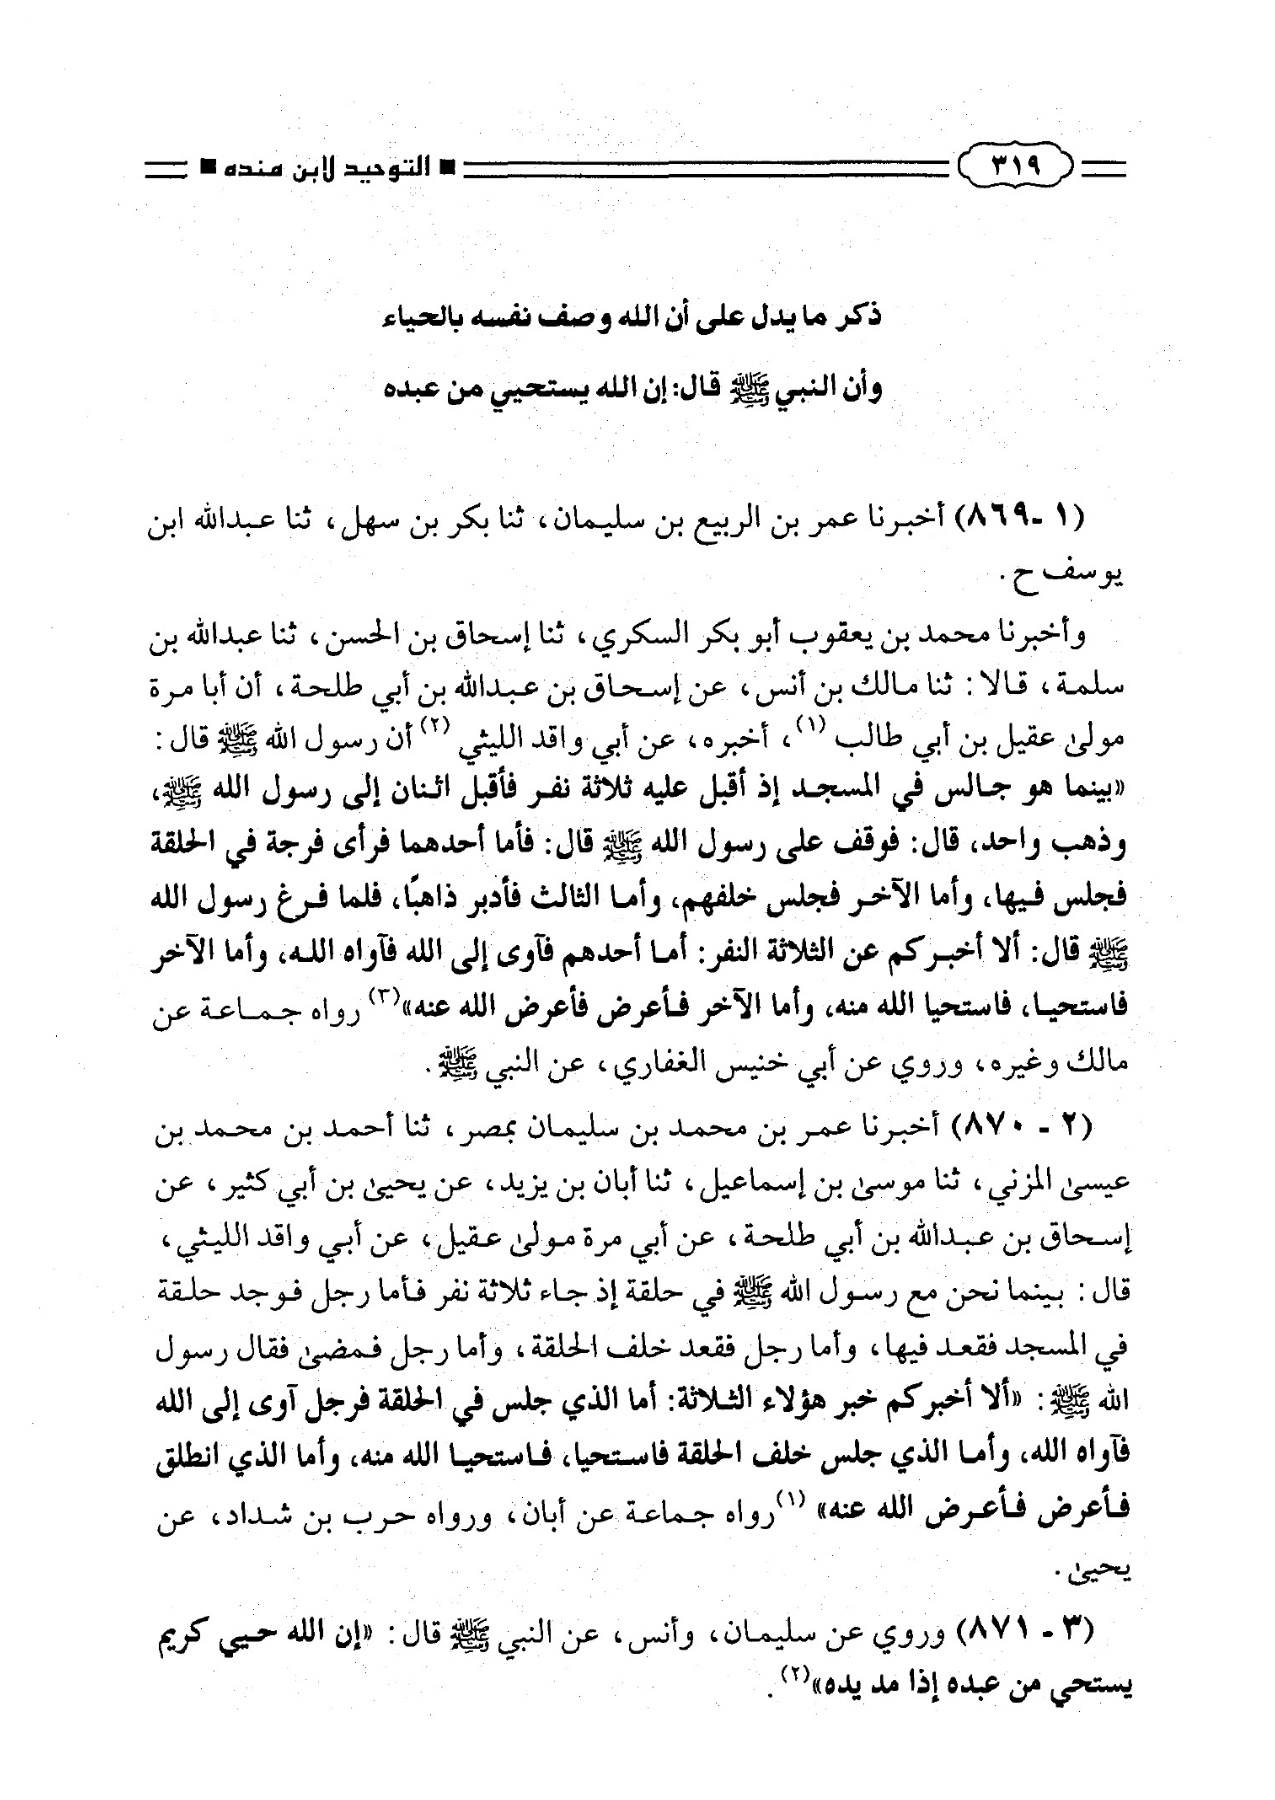 ٣١٩ ■ التوحيد لابن منده ■
ذكر ما يدل على أن الله وصف نفسه بالحياء
وأن النبي ﷺ قال: إن الله يستحيي من عبده
(١ - ٨٦٩) أخبرنا عمر بن الربيع بن سليمان، ثنا بكر بن سهل، ثنا عبدالله ابن
يوسف ح.
وأخبرنا محمد بن يعقوب أبو بكر السكري، ثنا إسحاق بن الحسن، ثنا عبدالله بن
سلمة، قالا: ثنا مالك بن أنس، عن إسحاق بن عبدالله بن أبي طلحة، أن أبا مرة
مولىٰ عقيل بن أبي طالب (١)، أخبره، عن أبي واقد الليثي (٢) أن رسول الله ﷺ قال:
«بينما هو جالس في المسجد إذ أقبل عليه ثلاثة نفر فأقبل اثنان إلى رسول الله ﷺ،
وذهب واحد، قال: فوقف على رسول الله ﷺ قال: فأما أحدهما فرأى فرجة في الحلقة
فجلس فيها، وأما الآخر فجلس خلفهم، وأما الثالث فأدبر ذاهبًا، فلما فرغ رسول الله
ﷺ قال: ألا أخبركم عن الثلاثة النفر: أما أحدهم فآوى إلى الله فآواه الله، وأما الآخر
فاستحيا، فاستحيا الله منه، وأما الآخر فأعرض فأعرض الله عنه»(٣) رواه جماعة عن
مالك وغيره، وروي عن أبي خنيس الغفاري، عن النبي ﷺ.
(٢ - ٨٧٠) أخبرنا عمر بن محمد بن سليمان بمصر، ثنا أحمد بن محمد بن
عيسىٰ المزني، ثنا موسىٰ بن إسماعيل، ثنا أبان بن يزيد، عن يحيىٰ بن أبي كثير، عن
إسحاق بن عبدالله بن أبي طلحة، عن أبي مرة مولىٰ عقيل، عن أبي واقد الليثي،
قال: بينما نحن مع رسول الله ﷺ في حلقة إذ جاء ثلاثة نفر فأما رجل فوجد حلقة
في المسجد فقعد فيها، وأما رجل فقعد خلف الحلقة، وأما رجل فمضىٰ فقال رسول
الله ﷺ: «ألا أخبركم خبر هؤلاء الثلاثة: أما الذي جلس في الحلقة فرجل آوى إلى الله
فآواه الله، وأما الذي جلس خلف الحلقة فاستحيا، فاستحيا الله منه، وأما الذي انطلق
فأعرض فأعرض الله عنه» (١) رواه جماعة عن أبان، ورواه حرب بن شداد، عن
يحيىٰ.
(٣ - ٨٧١) وروي عن سليمان، وأنس، عن النبي ﷺ قال: «إن الله حيي كريم
يستحي من عبده إذا مد يده»(٢).